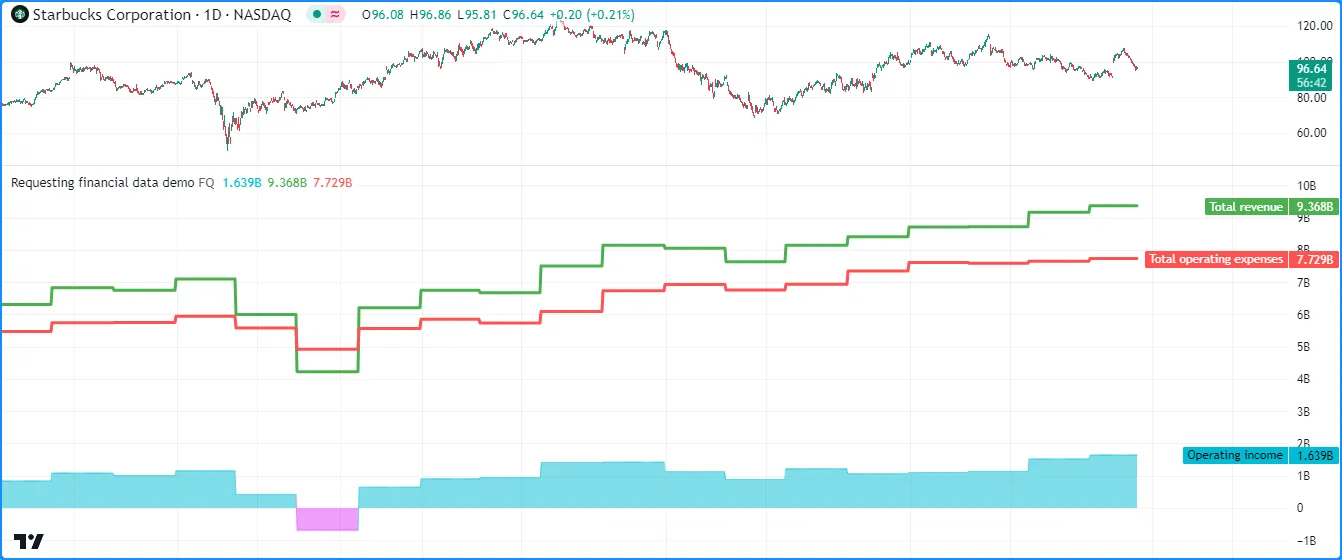 Starbucks Corporation · 1D · NASDAQ O96.08 H96.86 L95.81 C96.64 +0.20 (+0.21%)
120.00
100.00
96.64
56:42
80.00
60.00
Requesting financial data demo FQ 1.639B 9.368B 7.729B
10B
Total revenue 9.368B
9B
8B
Total operating expenses 7.729B
7B
6B
5B
4B
3B
2B
Operating income 1.639B
1B
0
−1B